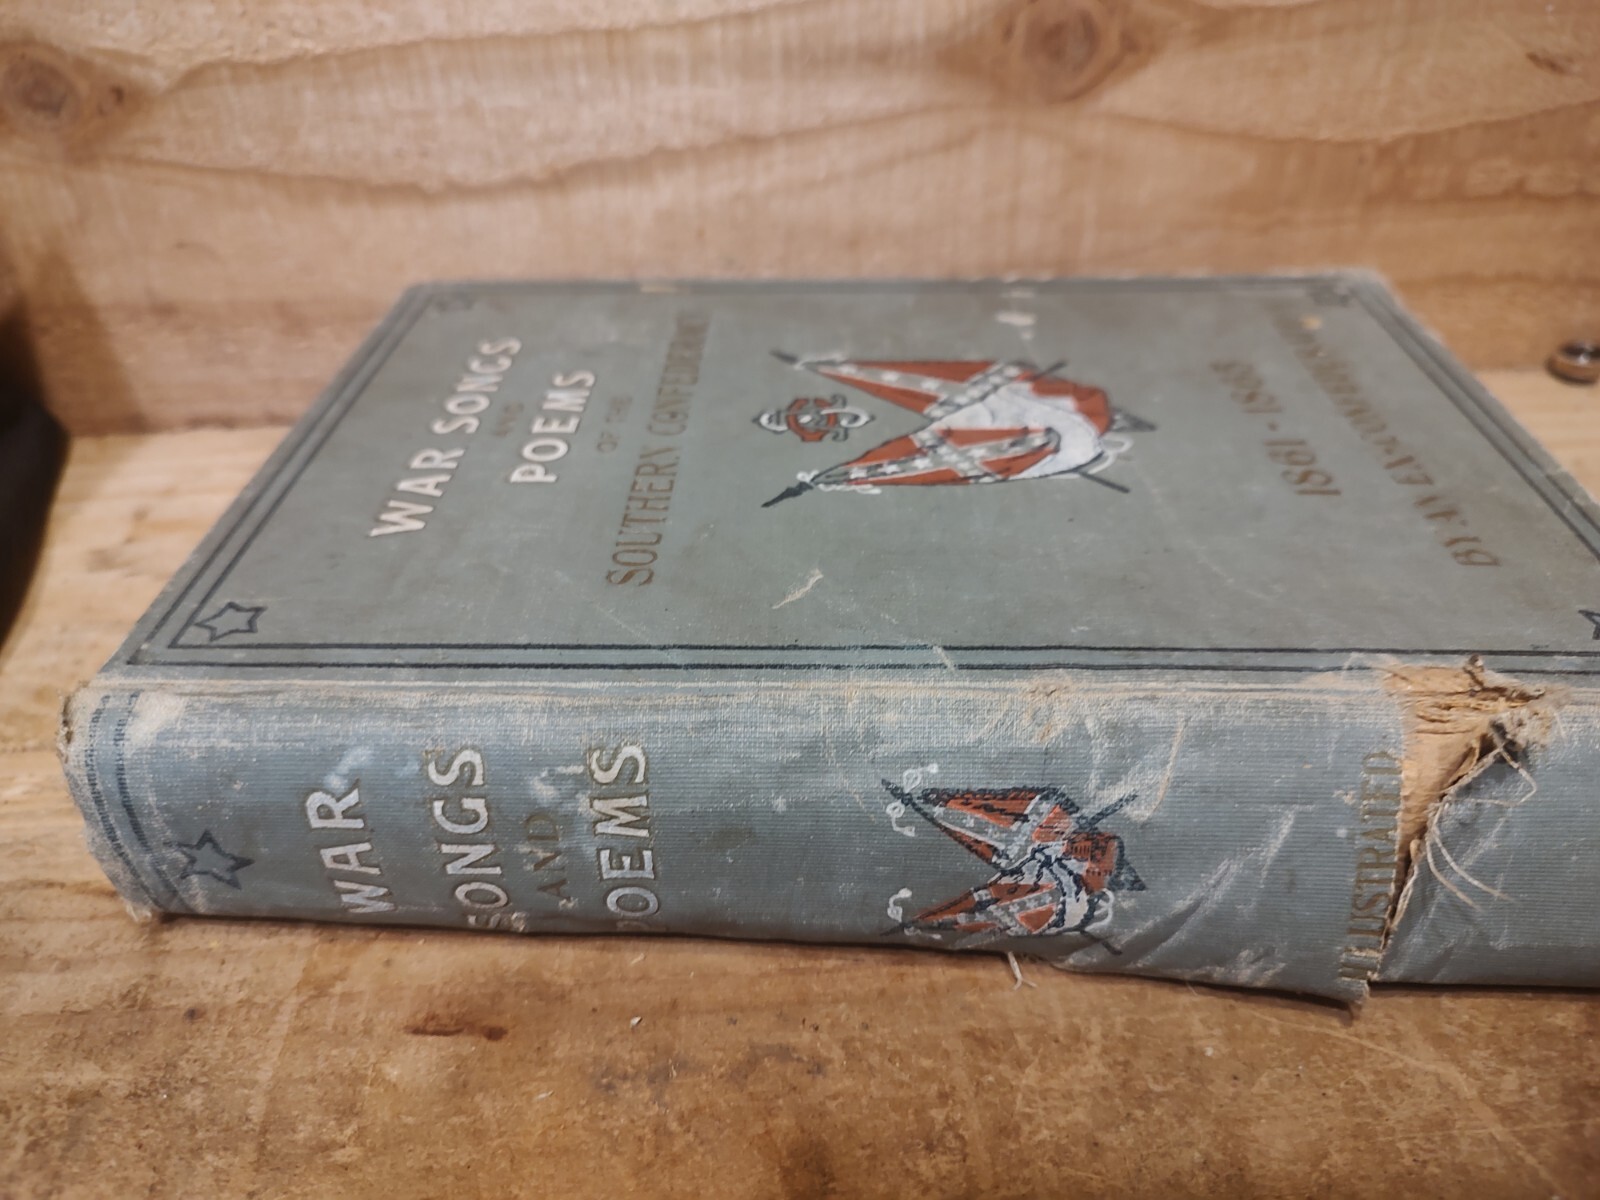 WAR SONGS
AND
POEMS
OF THE
SOUTHERN CONFEDERACY
1861-1865
WAR
SONGS
AND
POEMS
ILLUSTRATED